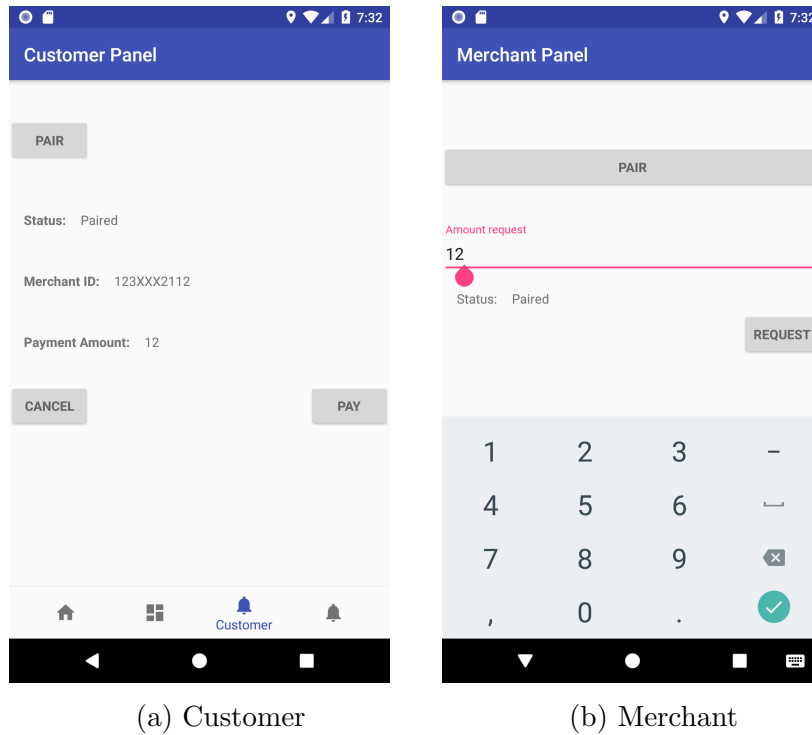 7:32
Customer Panel
PAIR
Status: Paired
Merchant ID: 123XXX2112
Payment Amount: 12
CANCEL PAY
Customer
(a) Customer
7:32
Merchant Panel
PAIR
Amount request
12
Status: Paired
REQUEST
1 2 3 -
4 5 6
7 8 9
, 0 .
(b) Merchant